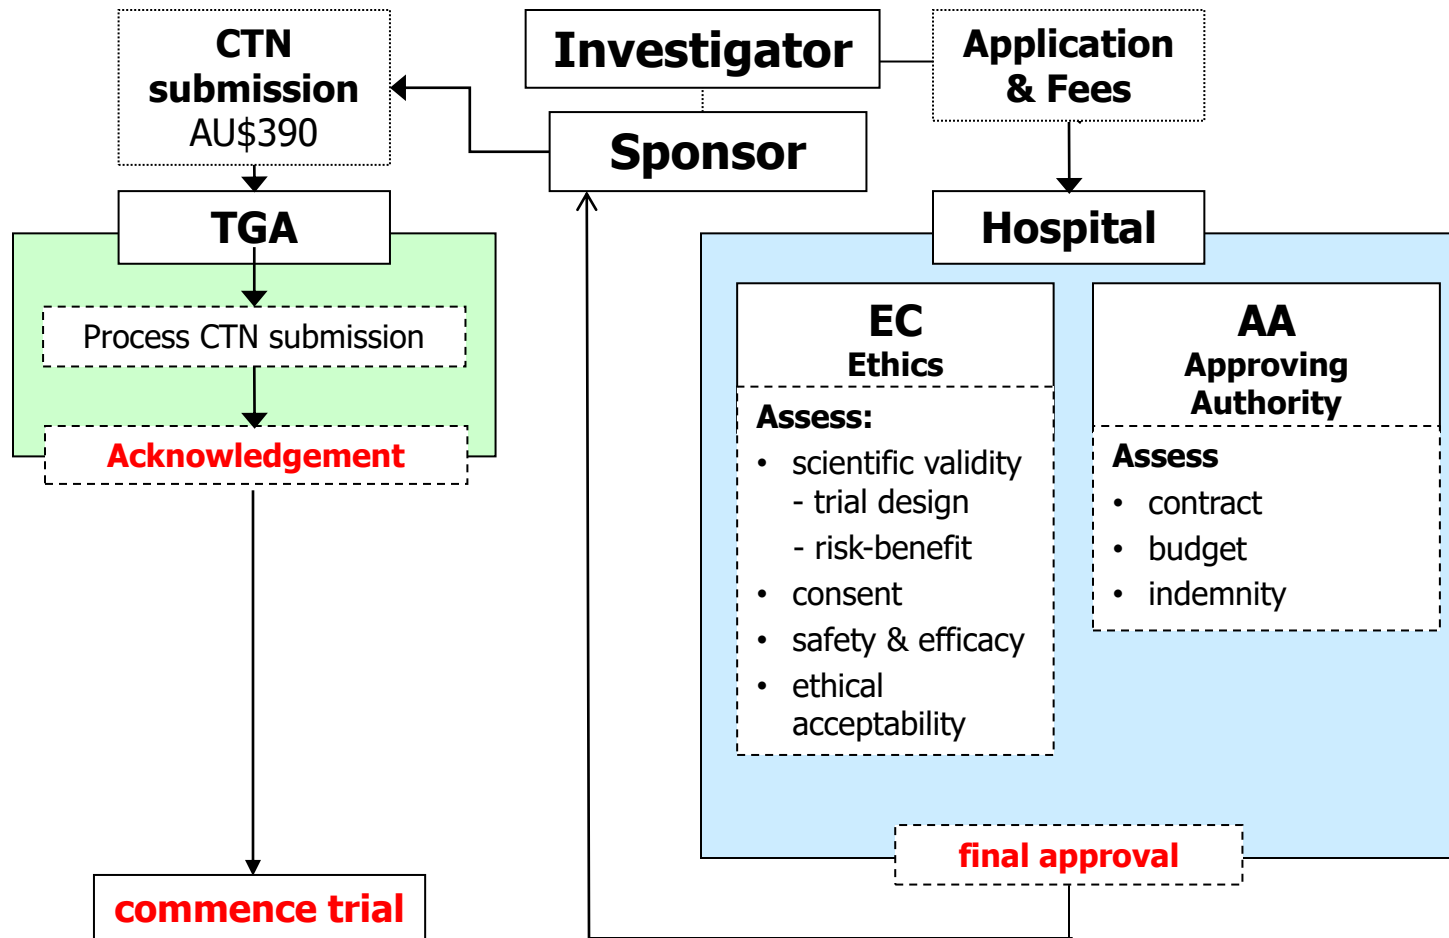 CTN
submission
AU$390
Investigator
Application
& Fees
Sponsor
TGA
Hospital
Process CTN submission
Acknowledgement
commence trial
EC
Ethics
Assess:
• scientific validity
- trial design
- risk-benefit
• consent
• safety & efficacy
• ethical
acceptability
AA
Approving
Authority
Assess
• contract
• budget
• indemnity
final approval